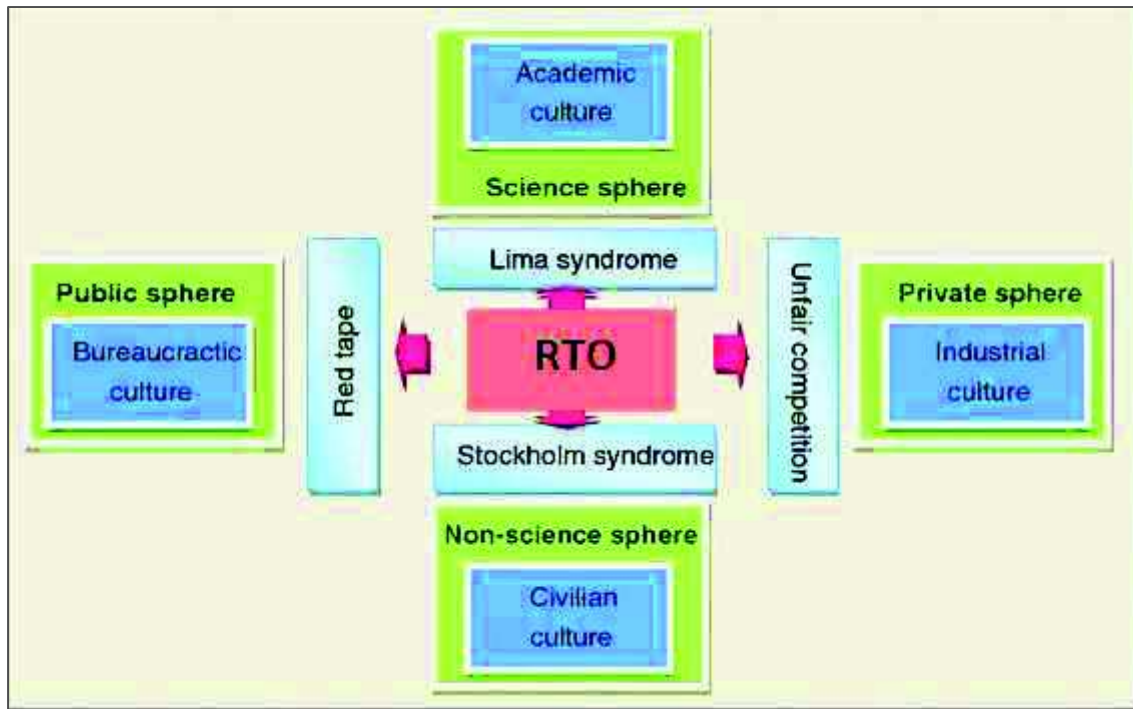 Academic
culture
Science sphere
Lima syndrome
Public sphere
Bureaucractic
culture
Red tape
RTO
Unfair competition
Private sphere
Industrial
culture
Stockholm syndrome
Non-science sphere
Civilian
culture